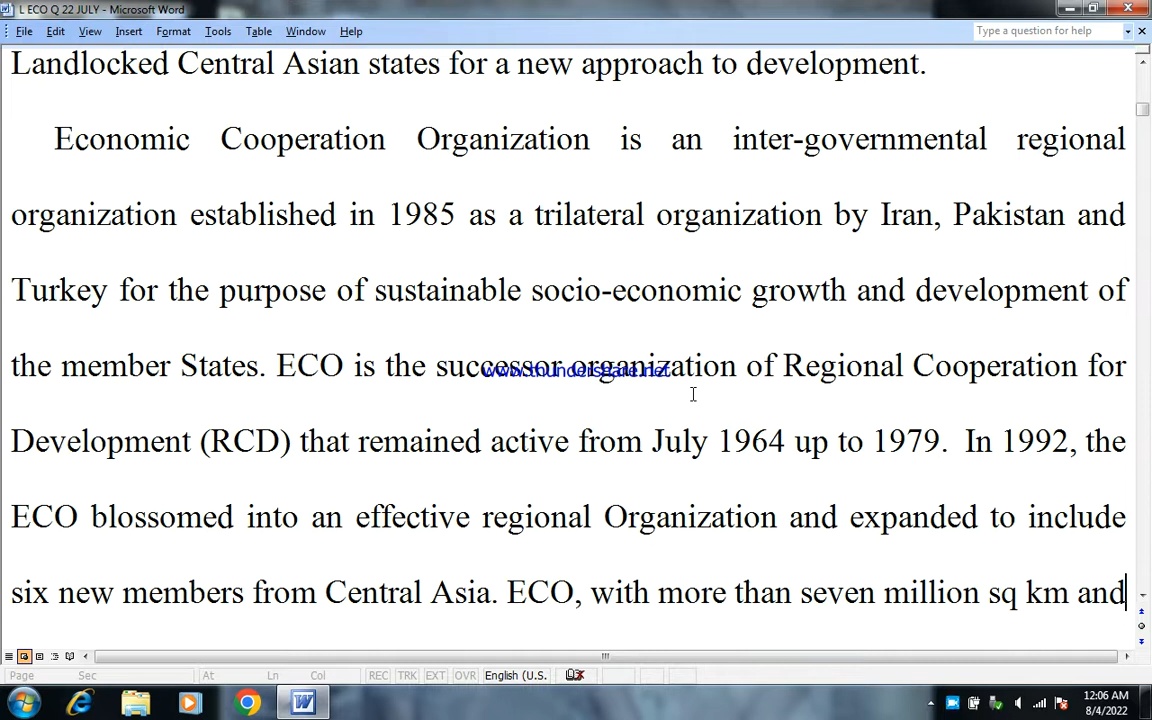 L ECO Q 22 JULY - Microsoft Word
File Edit View Insert Format Tools Table Window Help Type a question for help
Landlocked Central Asian states for a new approach to development.
Economic Cooperation Organization is an inter-governmental regional
organization established in 1985 as a trilateral organization by Iran, Pakistan and
Turkey for the purpose of sustainable socio-economic growth and development of
the member States. ECO is the successor organization of Regional Cooperation for
www.thundershare.net
Development (RCD) that remained active from July 1964 up to 1979. In 1992, the
ECO blossomed into an effective regional Organization and expanded to include
six new members from Central Asia. ECO, with more than seven million sq km and
Page Sec At Ln Col REC TRK EXT OVR English (U.S.
12:06 AM
8/4/2022